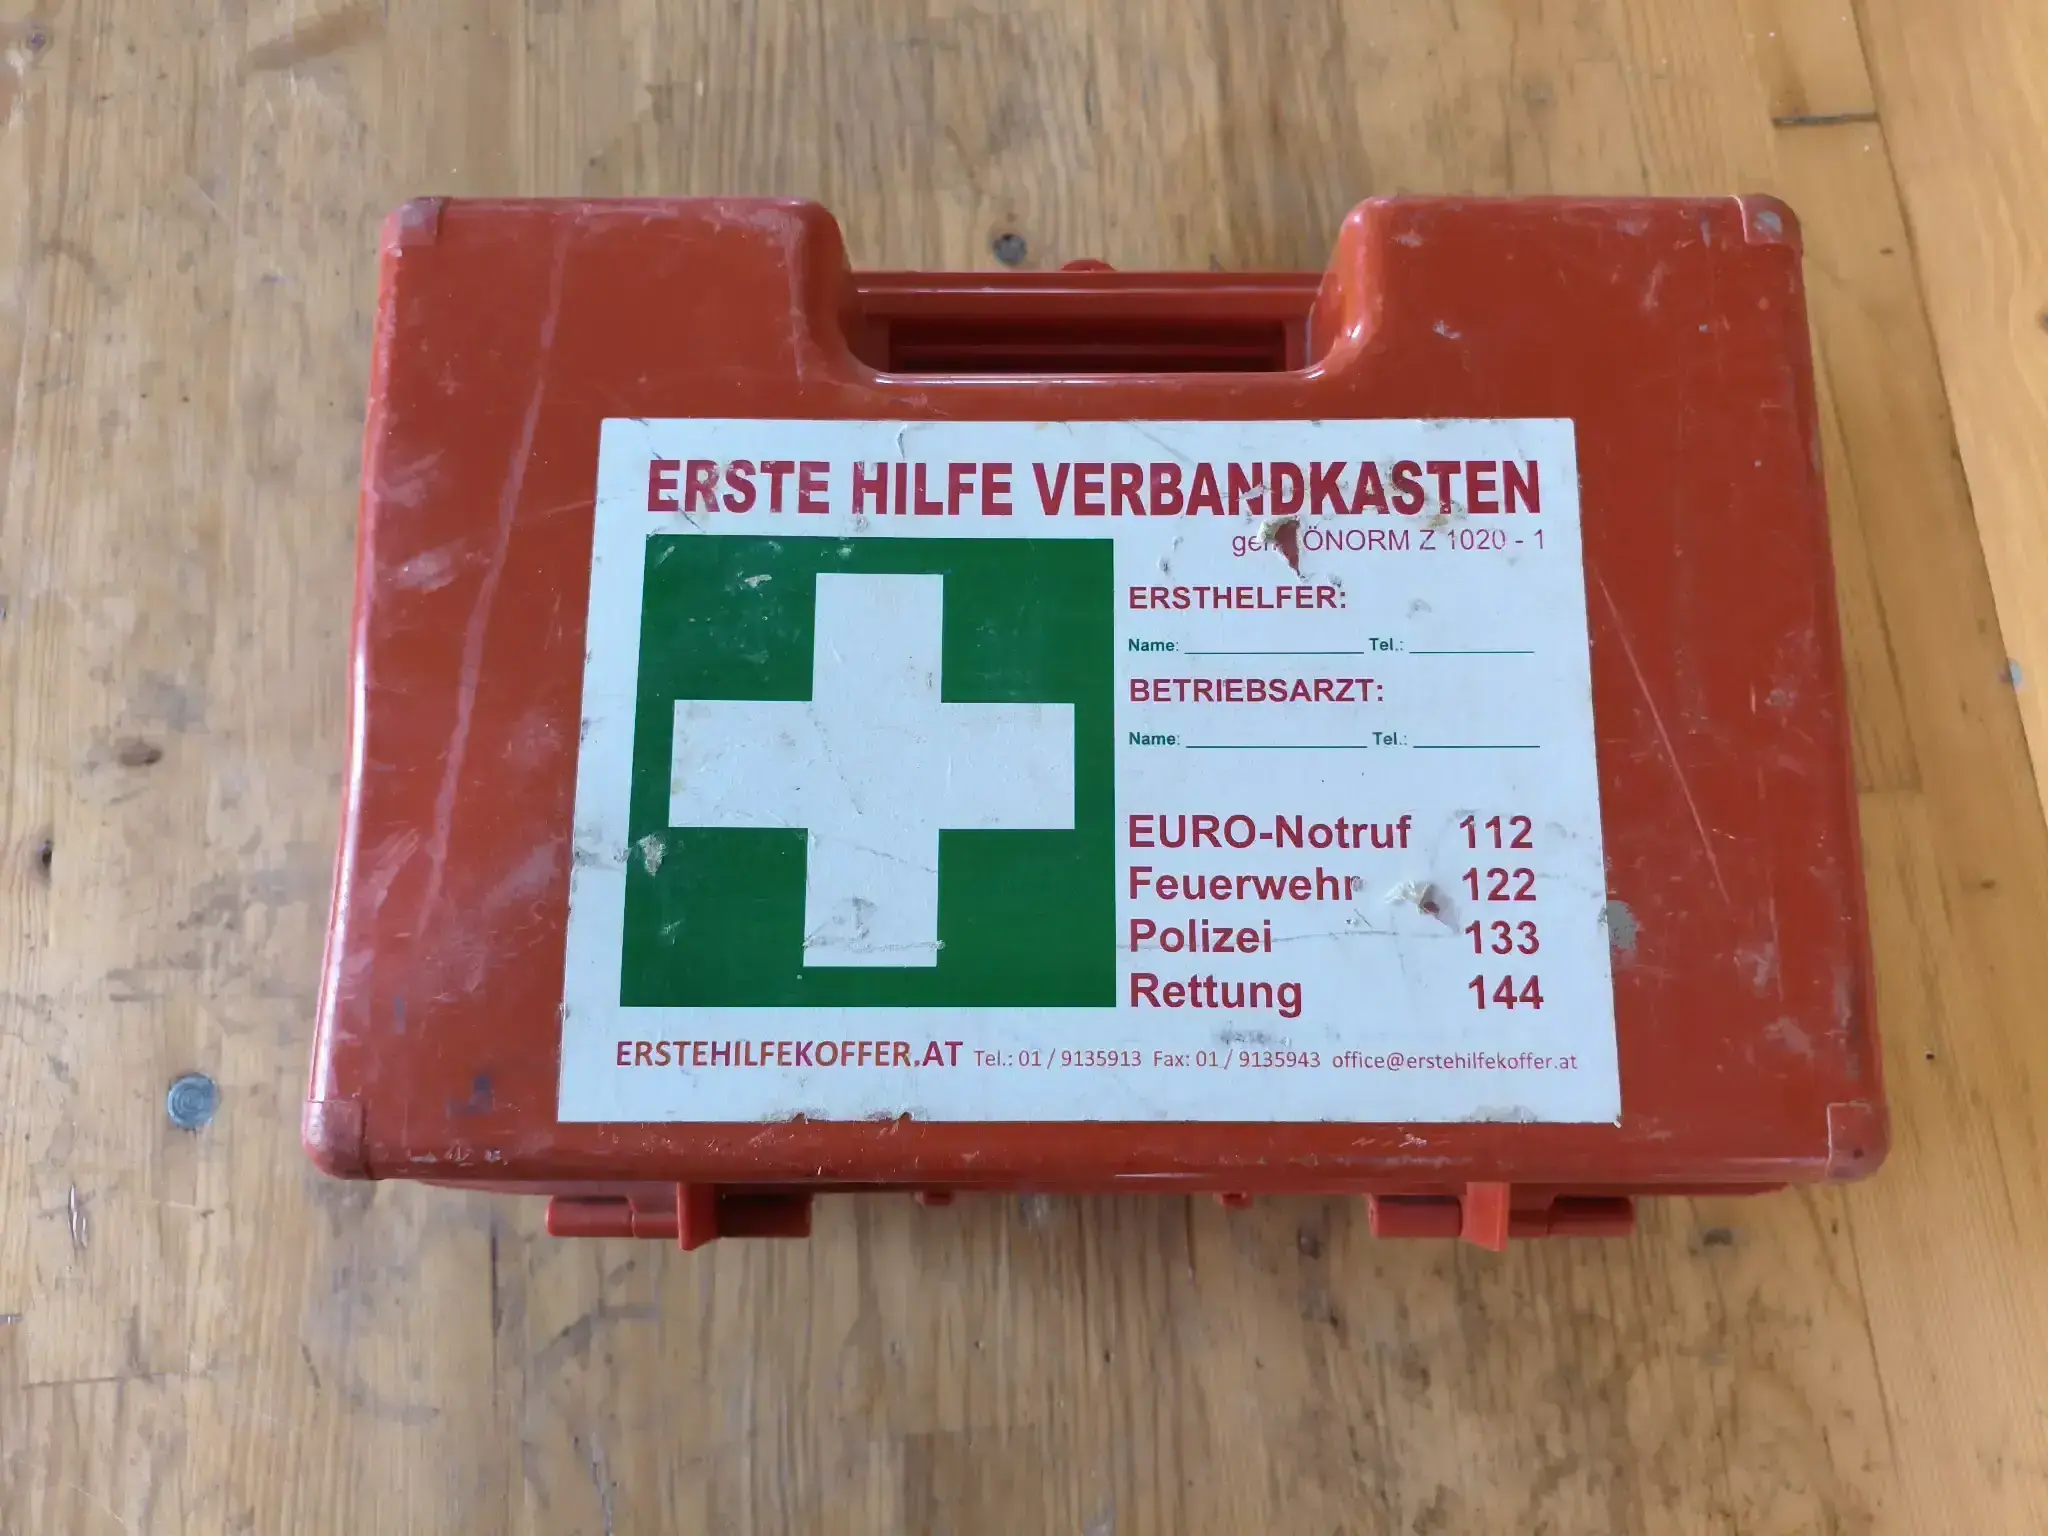 ERSTE HILFE VERBANDKASTEN
ÖNORM Z 1020 - 1
ERSTHELFER:
Name: Tel.:
BETRIEBSARZT:
Name: Tel.:
EURO-Notruf 112
Feuerwehr 122
Polizei 133
Rettung 144
ERSTEHILFEKOFFER.AT Tel.: 01 / 9135913 Fax: 01 / 9135943 office@erstehilfekoffer.at